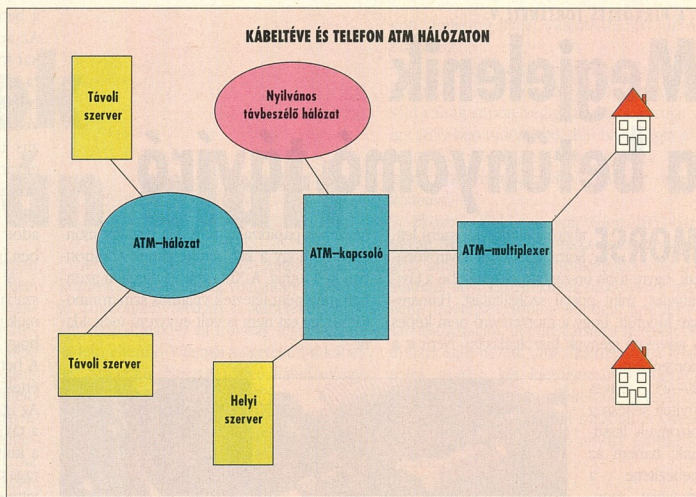 KÁBELTÉVÉ ÉS TELEFON ATM HÁLÓZATON
Távoli
szerver
Nyilvános
távbeszélő hálózat
ATM–hálózat
ATM–kapcsoló
ATM–multiplexer
Távoli szerver
Helyi
szerver